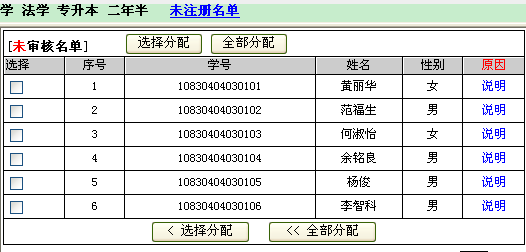 学 法学 专升本 二年半 未注册名单
[未审核名单] 选择分配 全部分配
选择 序号 学号 姓名 性别 原因
1 10830404030101 黄丽华 女 说明
2 10830404030102 范福生 男 说明
3 10830404030103 何淑怡 女 说明
4 10830404030104 余铭良 男 说明
5 10830404030105 杨俊 男 说明
6 10830404030106 李智科 男 说明
< 选择分配 << 全部分配